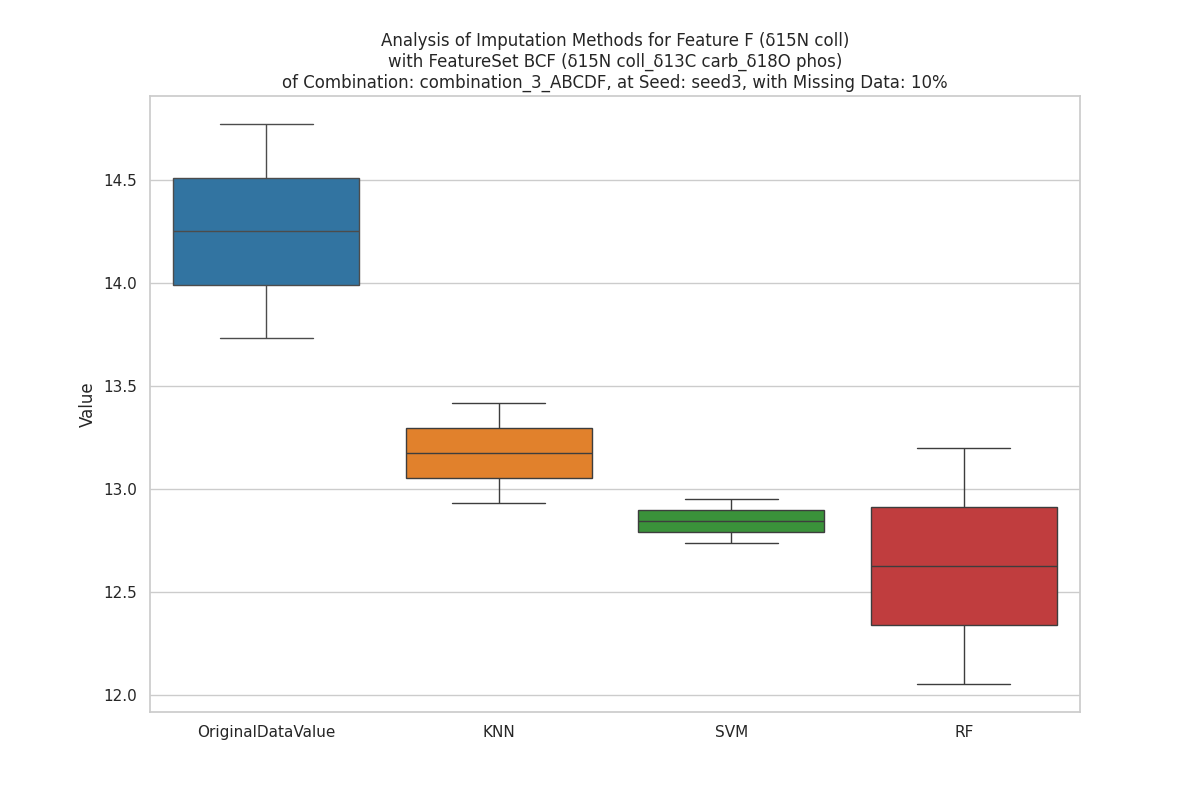 Analysis of Imputation Methods for Feature F (δ15N coll)
with FeatureSet BCF (δ15N coll_δ13C carb_δ18O phos)
of Combination: combination_3_ABCDF, at Seed: seed3, with Missing Data: 10%
Value
14.5
14.0
13.5
13.0
12.5
12.0
OriginalDataValue
KNN
SVM
RF